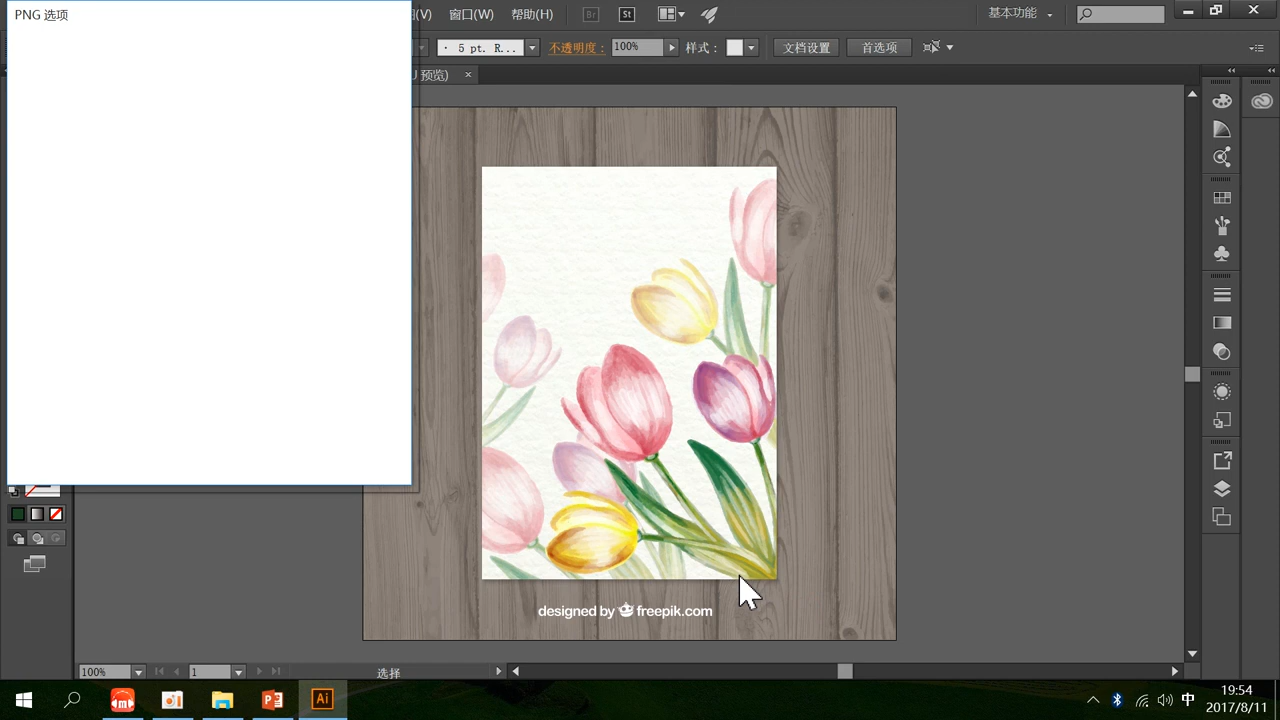 PNG 选项
(V)
窗口(W)
帮助(H)
Br
St
基本功能
5 pt. R...
不透明度：
100%
样式：
文档设置
首选项
预览)
designed by freepik.com
100%
1
选择
Ai
中
19:54
2017/8/11